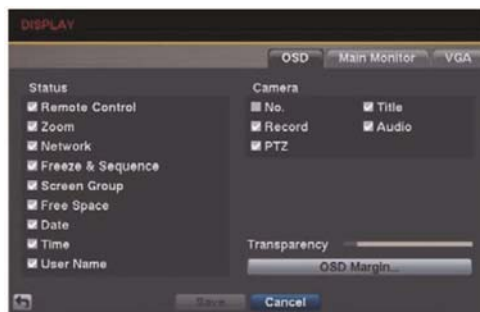 DISPLAY
OSD Main Monitor VGA
Status
Remote Control
Zoom
Network
Freeze & Sequence
Screen Group
Free Space
Date
Time
User Name
Camera
No. Title
Record Audio
PTZ
Transparency
OSD Margin...
Save Cancel